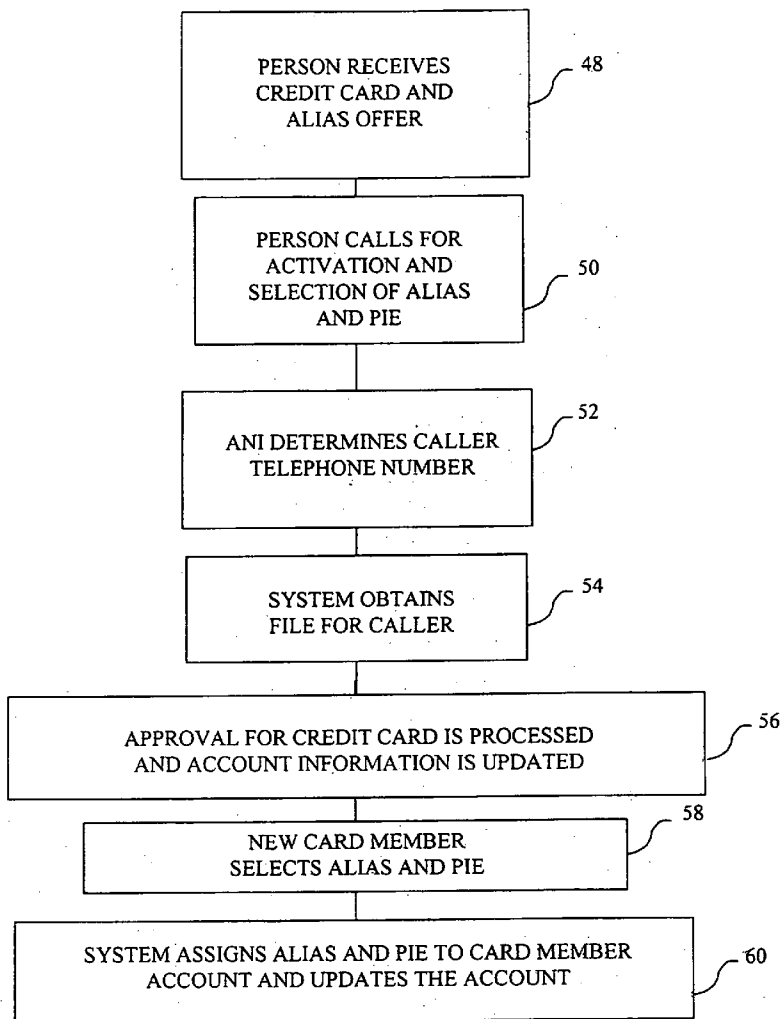 PERSON RECEIVES
CREDIT CARD AND
ALIAS OFFER
48
PERSON CALLS FOR
ACTIVATION AND
SELECTION OF ALIAS
AND PIE
50
ANI DETERMINES CALLER
TELEPHONE NUMBER
52
SYSTEM OBTAINS
FILE FOR CALLER
54
APPROVAL FOR CREDIT CARD IS PROCESSED
AND ACCOUNT INFORMATION IS UPDATED
56
NEW CARD MEMBER
SELECTS ALIAS AND PIE
58
SYSTEM ASSIGNS ALIAS AND PIE TO CARD MEMBER
ACCOUNT AND UPDATES THE ACCOUNT
60